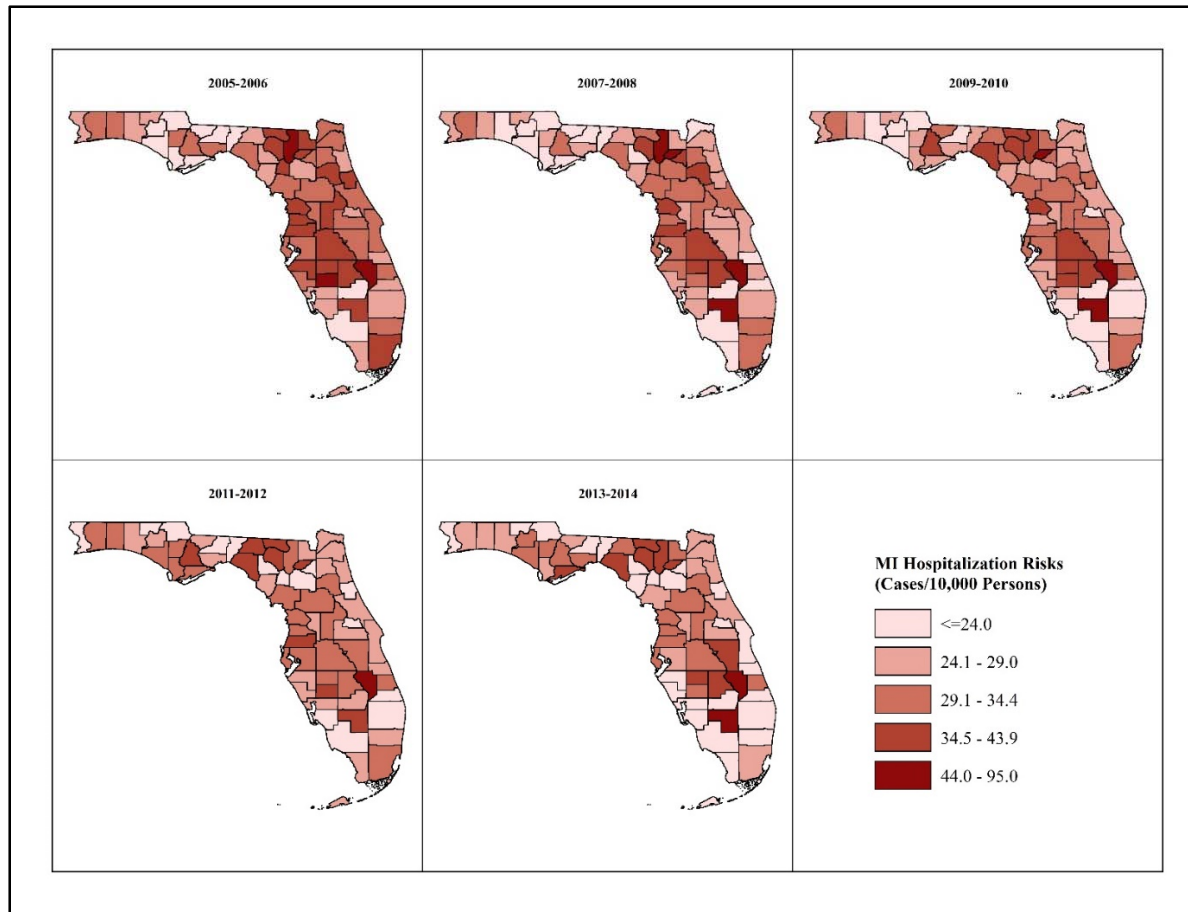 2005-2006
2007-2008
2009-2010
2011-2012
2013-2014
MI Hospitalization Risks
(Cases/10,000 Persons)
<=24.0
24.1 - 29.0
29.1 - 34.4
34.5 - 43.9
44.0 - 95.0